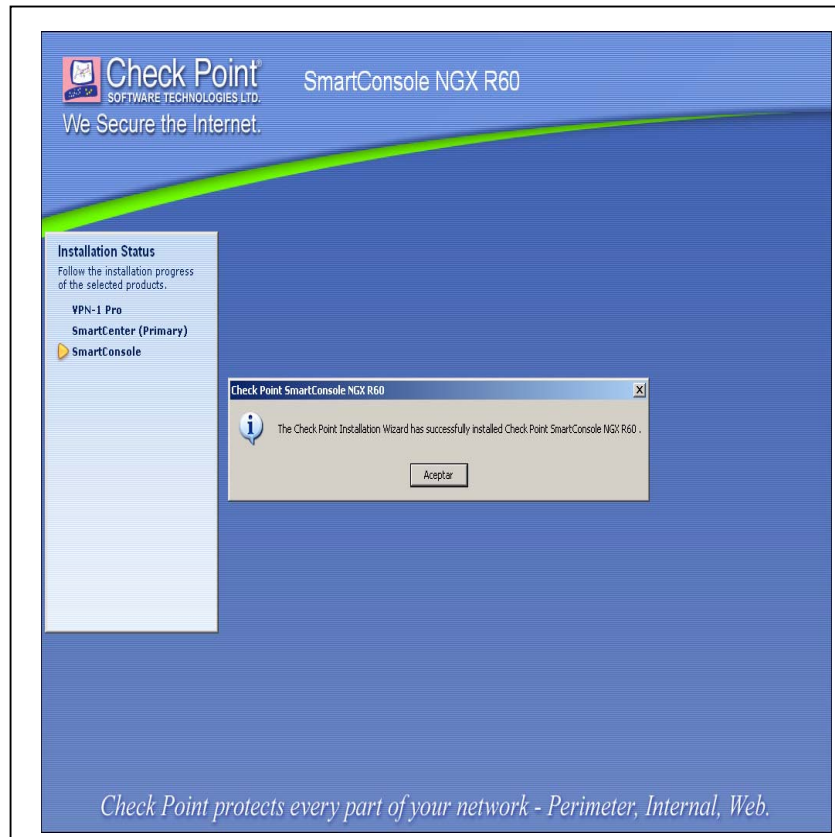 Check Point®
SOFTWARE TECHNOLOGIES LTD.
We Secure the Internet.
SmartConsole NGX R60
Installation Status
Follow the installation progress
of the selected products.
VPN-1 Pro
SmartCenter (Primary)
SmartConsole
Check Point SmartConsole NGX R60
The Check Point Installation Wizard has successfully installed Check Point SmartConsole NGX R60 .
Aceptar
Check Point protects every part of your network - Perimeter, Internal, Web.